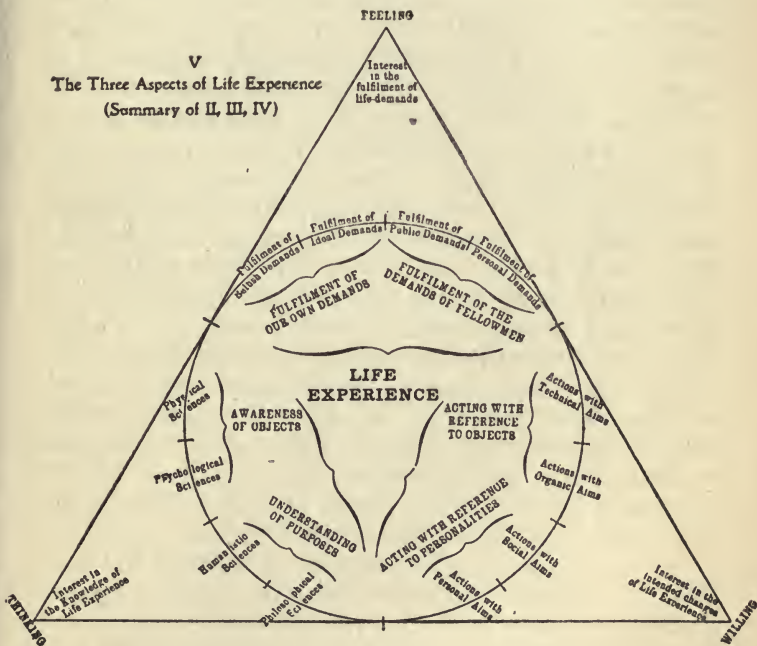 FEELING
V
The Three Aspects of Life Experience
(Summary of II, III, IV)
Interest
in the
fulfilment of
life-demands
Fulfilment of
Selfish Demands
Fulfilment of
Ideal Demands
Fulfilment of
Public Demands
Fulfilment of
Personal Demands
FULFILMENT OF
OUR OWN DEMANDS
FULFILMENT OF THE
DEMANDS OF FELLOWMEN
LIFE
EXPERIENCE
Physical
Sciences
AWARENESS
OF OBJECTS
ACTING WITH
REFERENCE
TO OBJECTS
Actions with
Technical Aims
Psychological
Sciences
Actions with
Organic Aims
UNDERSTANDING
OF PURPOSES
ACTING WITH REFERENCE
TO PERSONALITIES
Humanistic
Sciences
Actions with
Social Aims
Philosophical
Sciences
Actions with
Personal Aims
Interest in
the Knowledge of
Life Experience
Interest in the
intended changes
of Life Experience
THINKING
WILLING